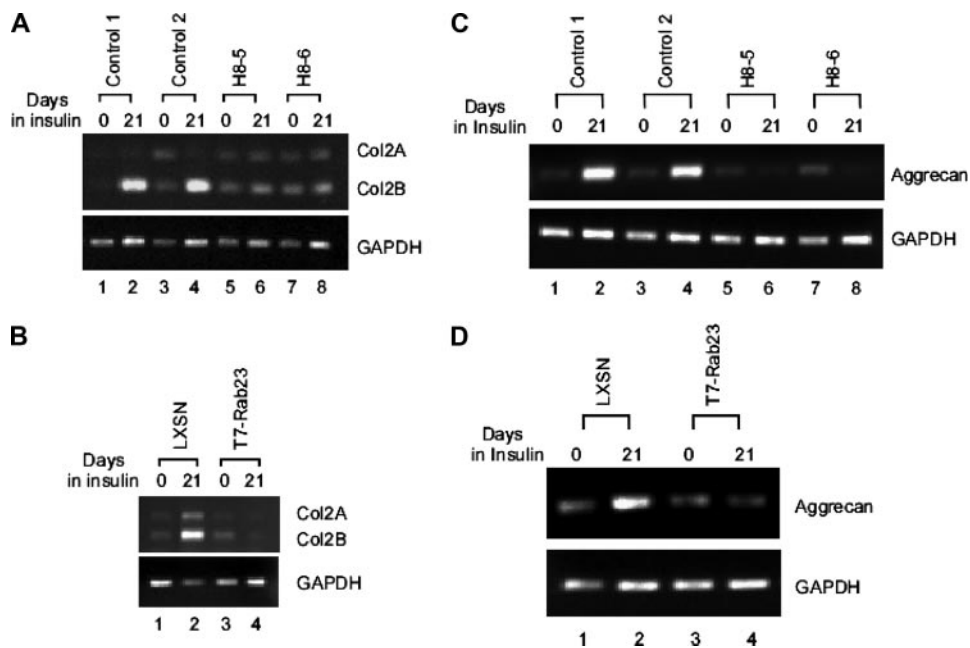 A
Control 1
Control 2
H8-5
H8-6
Days
in insulin
0 21 0 21 0 21 0 21
Col2A
Col2B
GAPDH
1 2 3 4 5 6 7 8
B
LXSN
T7-Rab23
Days
in insulin
0 21 0 21
Col2A
Col2B
GAPDH
1 2 3 4
C
Control 1
Control 2
H8-5
H8-6
Days
in Insulin
0 21 0 21 0 21 0 21
Aggrecan
GAPDH
1 2 3 4 5 6 7 8
D
LXSN
T7-Rab23
Days
in Insulin
0 21 0 21
Aggrecan
GAPDH
1 2 3 4